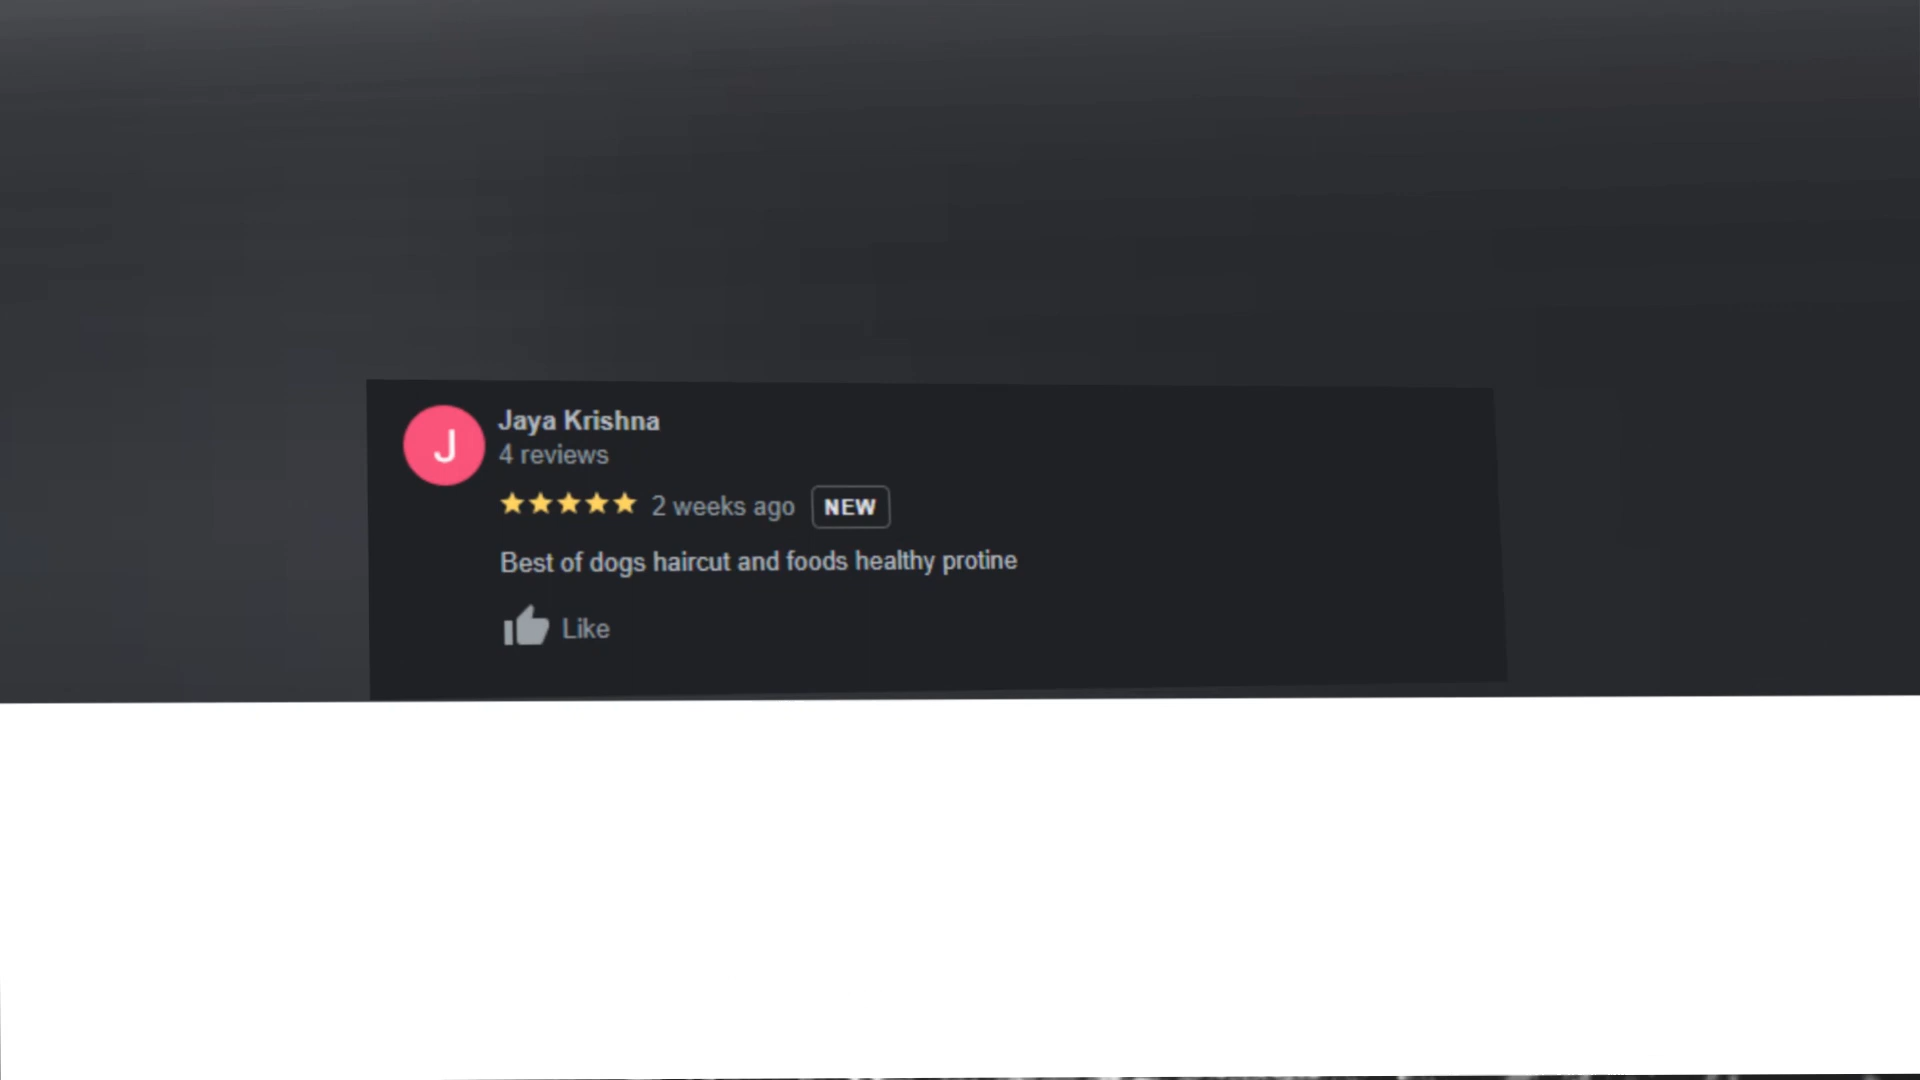 J
Jaya Krishna
4 reviews
★★★★★ 2 weeks ago NEW
Best of dogs haircut and foods healthy protine
Like